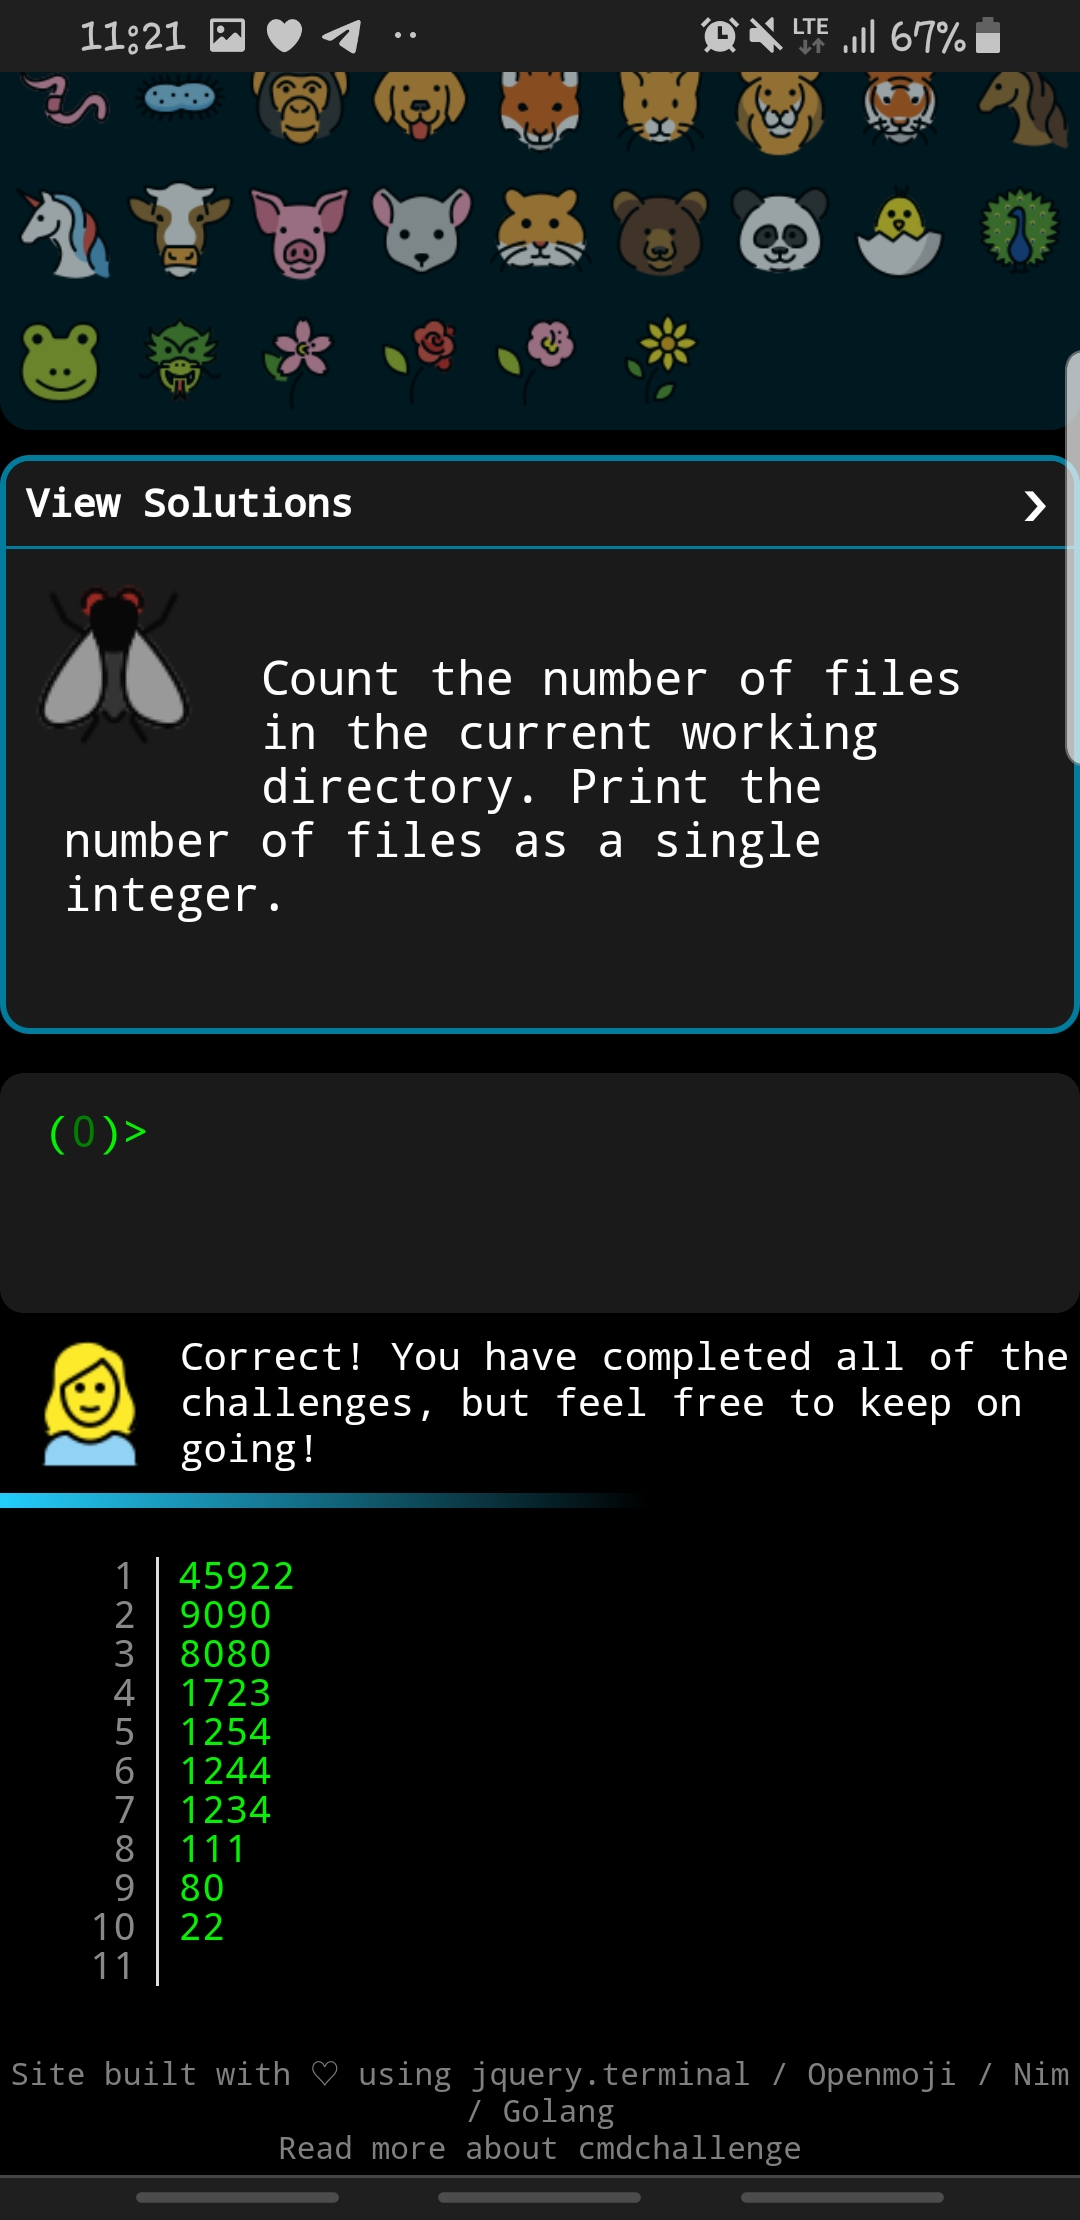 11:21 LTE 67%
View Solutions
Count the number of files
in the current working
directory. Print the
number of files as a single
integer.
(0)>
Correct! You have completed all of the
challenges, but feel free to keep on
going!
1 45922
2 9090
3 8080
4 1723
5 1254
6 1244
7 1234
8 111
9 80
10 22
11
Site built with ♡ using jquery.terminal / Openmoji / Nim
/ Golang
Read more about cmdchallenge